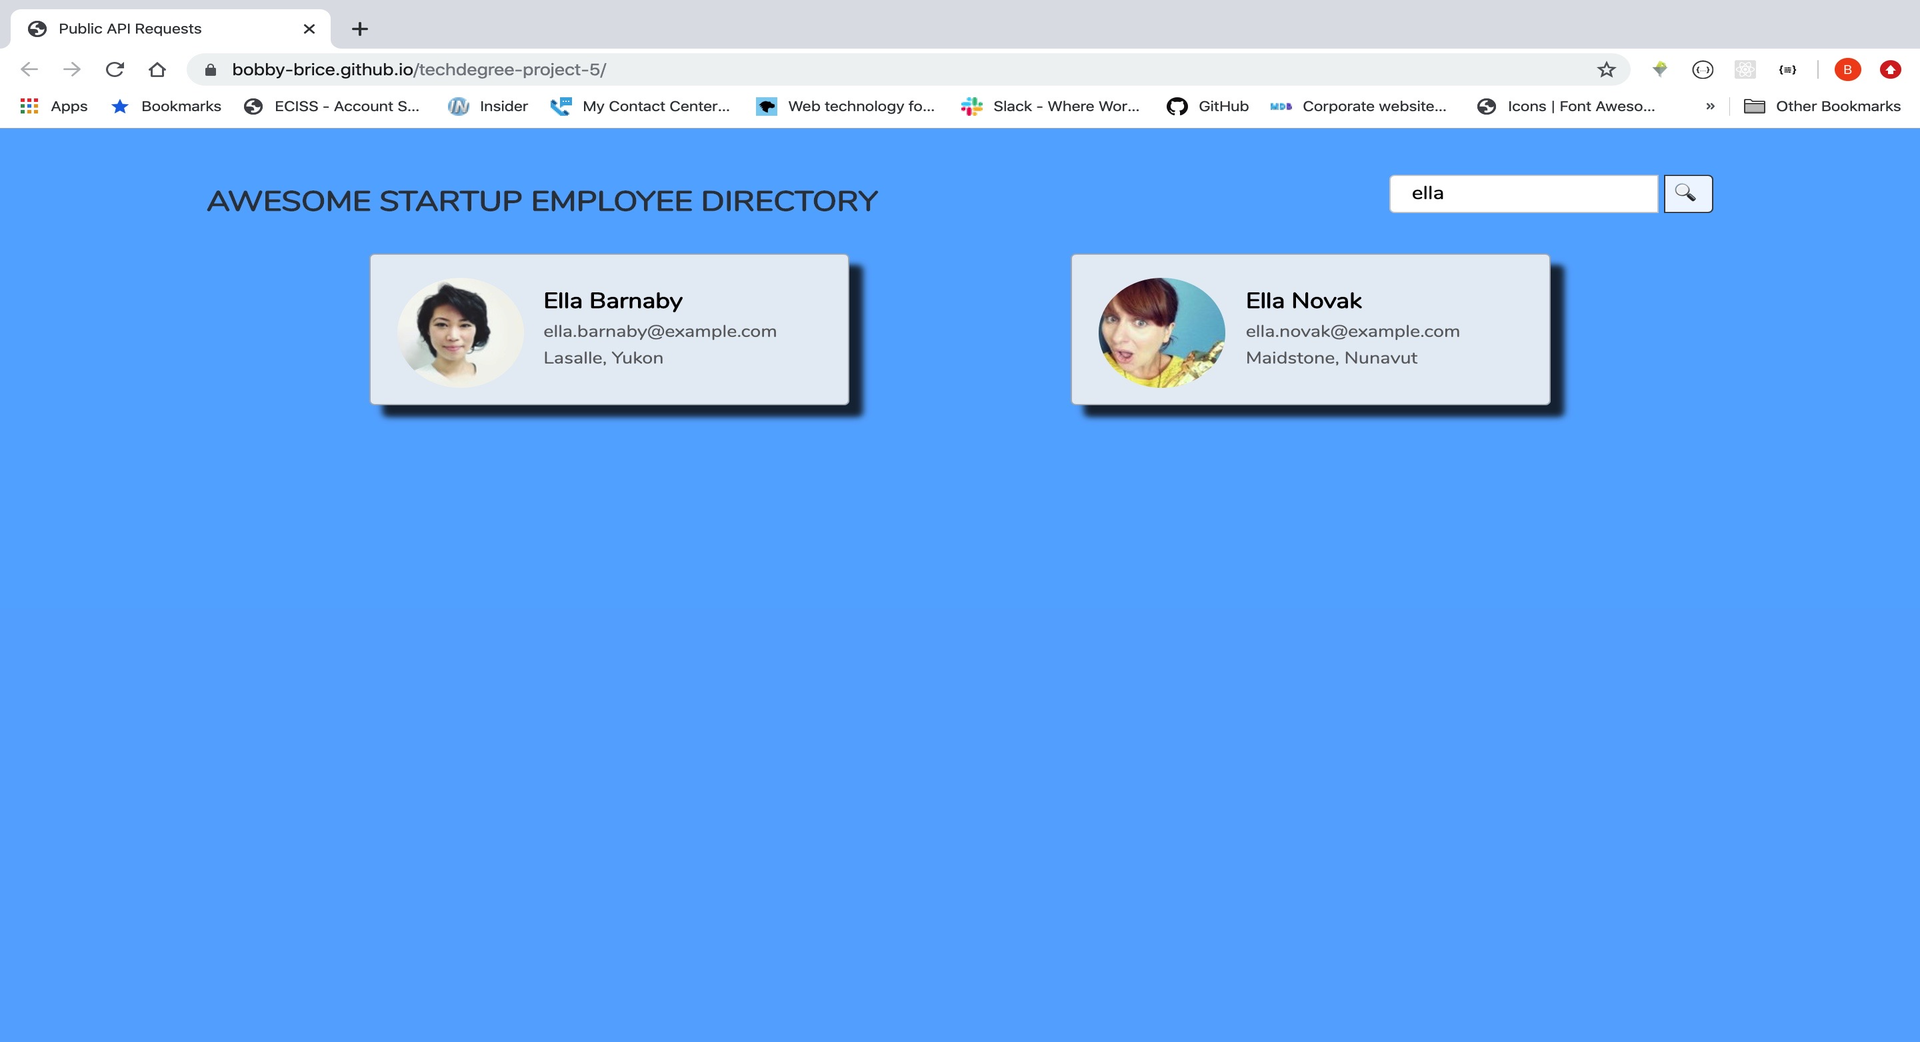 Public API Requests
bobby-brice.github.io/techdegree-project-5/
B
Apps Bookmarks ECISS - Account S... Insider My Contact Center... Web technology fo... Slack - Where Wor... GitHub MDB Corporate website... Icons | Font Aweso... » Other Bookmarks
AWESOME STARTUP EMPLOYEE DIRECTORY
ella
Ella Barnaby
ella.barnaby@example.com
Lasalle, Yukon
Ella Novak
ella.novak@example.com
Maidstone, Nunavut